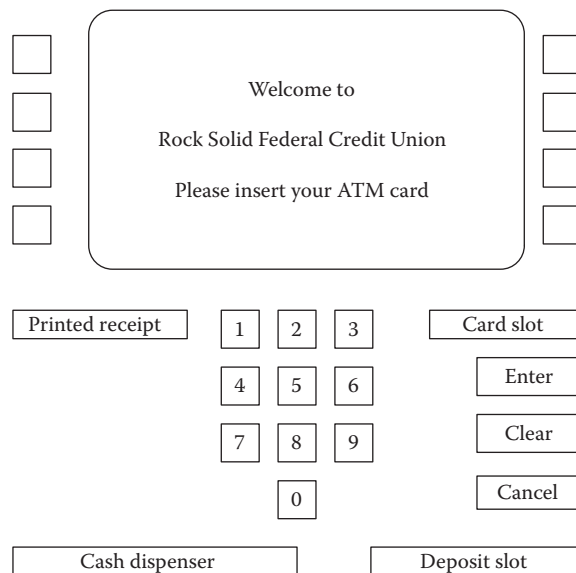 Welcome to
Rock Solid Federal Credit Union
Please insert your ATM card
Printed receipt
1 2 3
Card slot
4 5 6
Enter
7 8 9
Clear
0
Cancel
Cash dispenser
Deposit slot